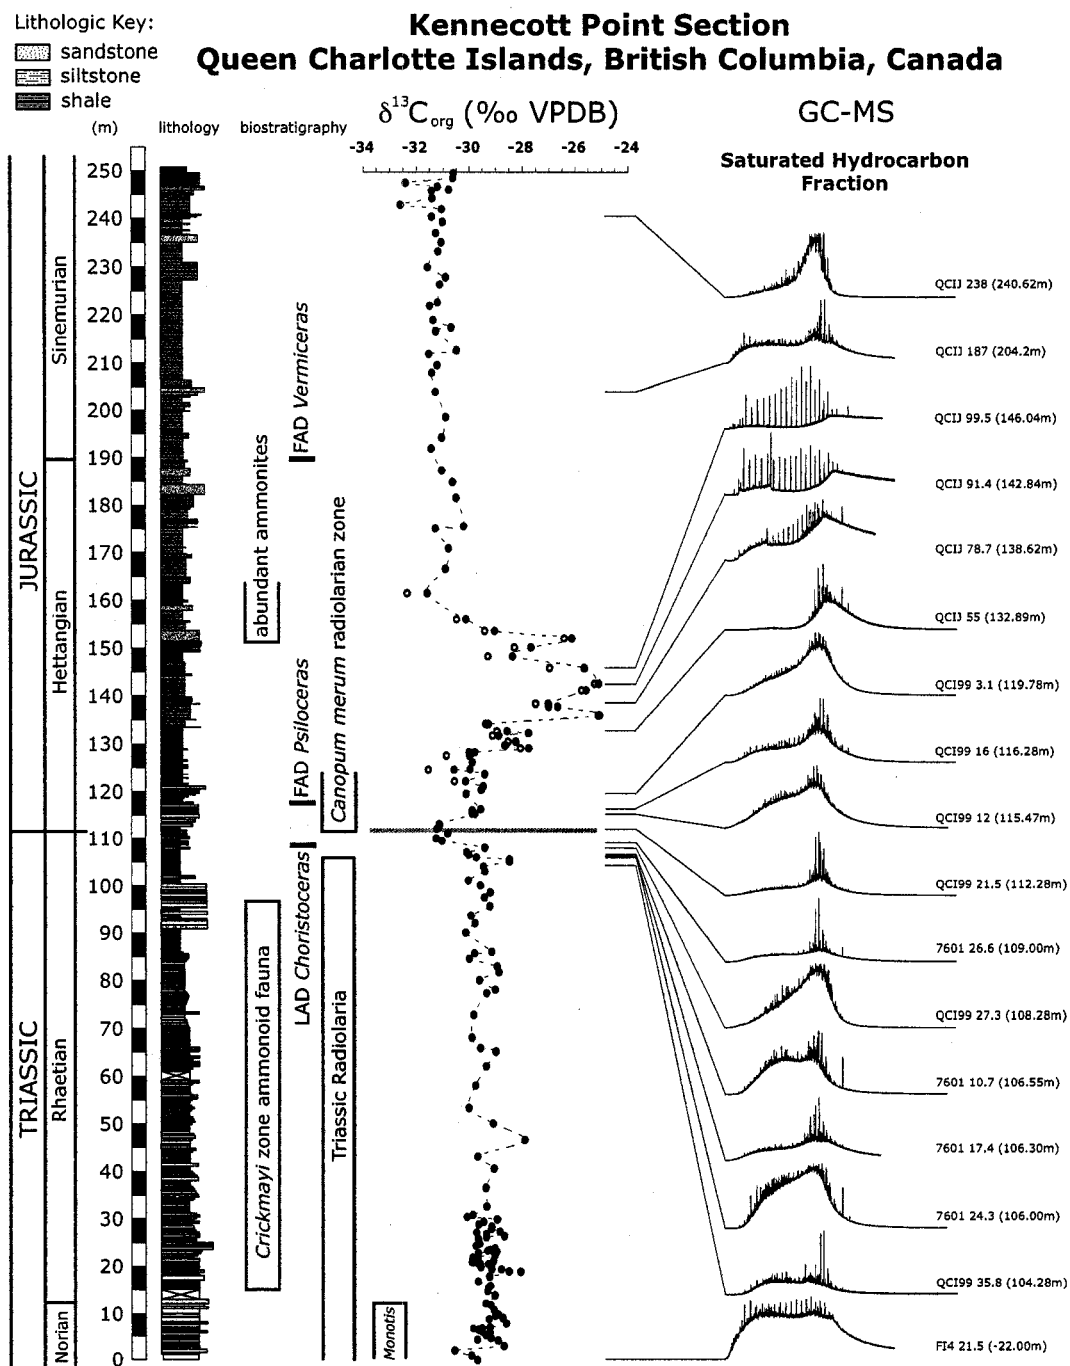 Lithologic Key:
sandstone
siltstone
shale
Kennecott Point Section
Queen Charlotte Islands, British Columbia, Canada
(m)
lithology
biostratigraphy
δ13Corg (‰ VPDB)
-34 -32 -30 -28 -26 -24
GC-MS
Saturated Hydrocarbon
Fraction
250
240
230
220
210
200
190
180
170
160
150
140
130
120
110
100
90
80
70
60
50
40
30
20
10
0
JURASSIC
TRIASSIC
Sinemurian
Hettangian
Rhaetian
Norian
abundant ammonites
Crickmayi zone ammonoid fauna
FAD Vermiceras
FAD Psiloceras
LAD Choristoceras
Canopum merum radiolarian zone
Triassic Radiolaria
Monotis
QCIJ 238 (240.62m)
QCIJ 187 (204.2m)
QCIJ 99.5 (146.04m)
QCIJ 91.4 (142.84m)
QCIJ 78.7 (138.62m)
QCIJ 55 (132.89m)
QCI99 3.1 (119.78m)
QCI99 16 (116.28m)
QCI99 12 (115.47m)
QCI99 21.5 (112.28m)
7601 26.6 (109.00m)
QCI99 27.3 (108.28m)
7601 10.7 (106.55m)
7601 17.4 (106.30m)
7601 24.3 (106.00m)
QCI99 35.8 (104.28m)
FI4 21.5 (-22.00m)